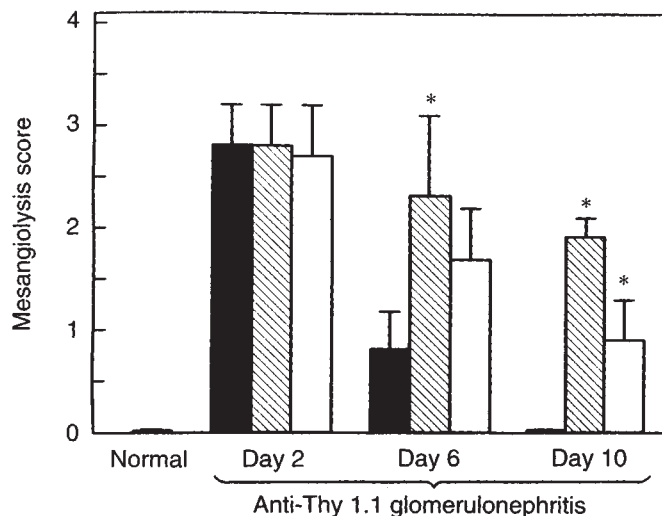 Mesangiolysis score
4
3
2
1
0
*
*
*
Normal Day 2 Day 6 Day 10
Anti-Thy 1.1 glomerulonephritis